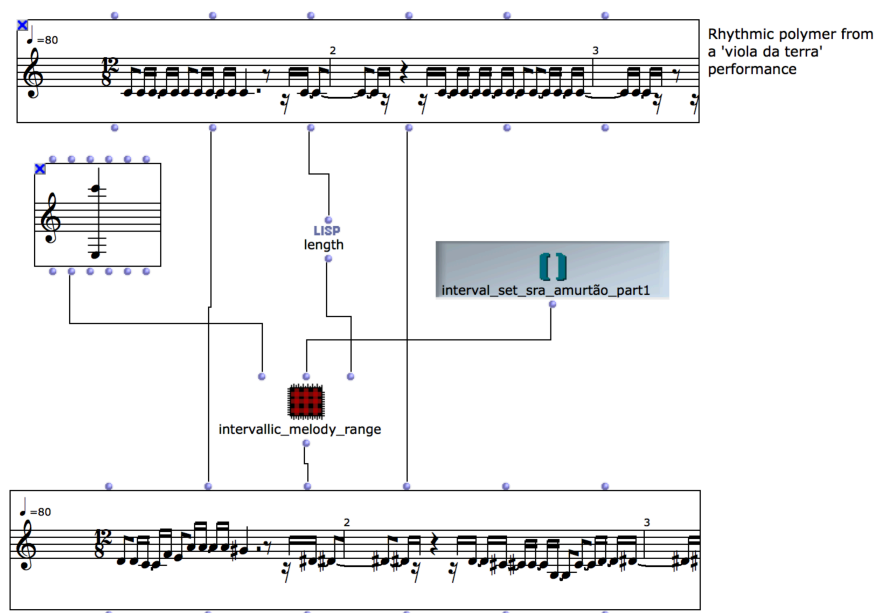 =80
2
3
12
8
Rhythmic polymer from
a 'viola da terra'
performance
LISP
length
interval_set_sra_amurtão_part1
intervallic_melody_range
=80
2
3
12
8